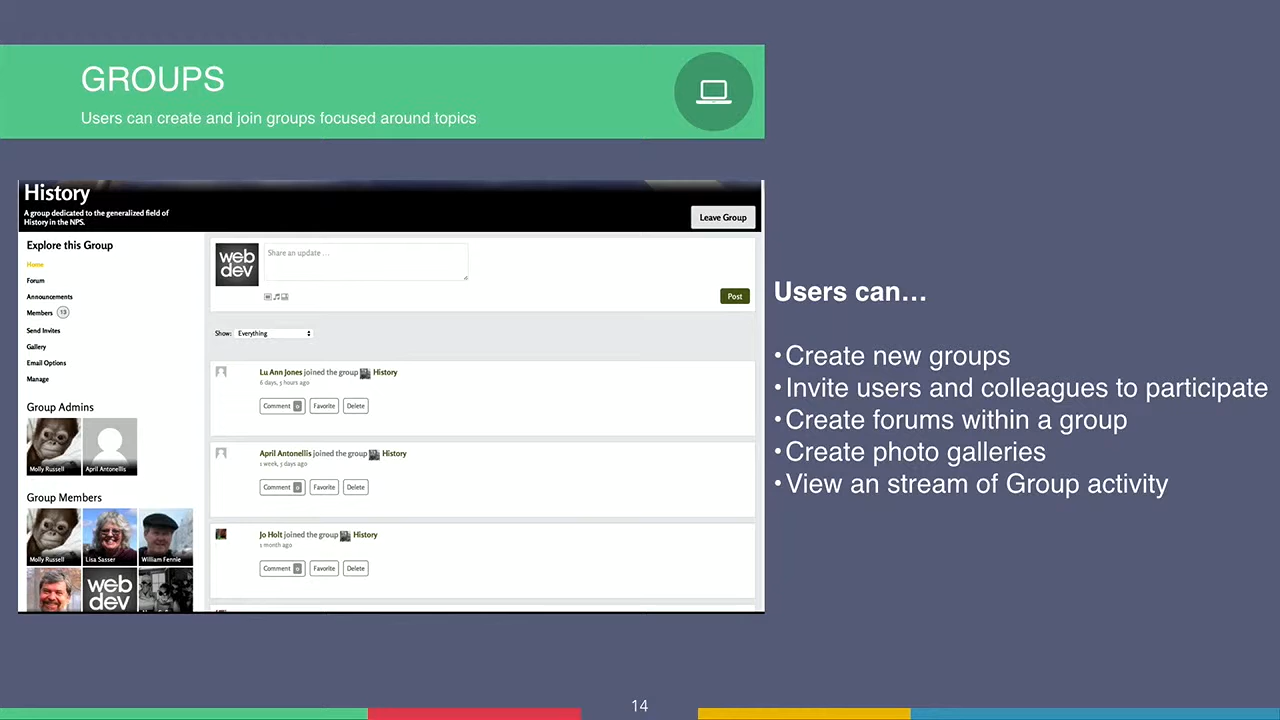 GROUPS
Users can create and join groups focused around topics
History
A group dedicated to the generalized field of
History in the NPS.
Leave Group
Explore this Group
Home
Forum
Announcements
Members 13
Send Invites
Gallery
Email Options
Manage
Group Admins
Molly Russell
April Antonellis
Group Members
Molly Russell
Lisa Sasser
William Fennie
web
dev
web
dev
Share an update ...
Post
Show: Everything
Lu Ann Jones joined the group History
6 days, 3 hours ago
Comment 0 Favorite Delete
April Antonellis joined the group History
1 week, 3 days ago
Comment 0 Favorite Delete
Jo Holt joined the group History
1 month ago
Comment 0 Favorite Delete
Users can…
•Create new groups
•Invite users and colleagues to participate
•Create forums within a group
•Create photo galleries
•View an stream of Group activity
14